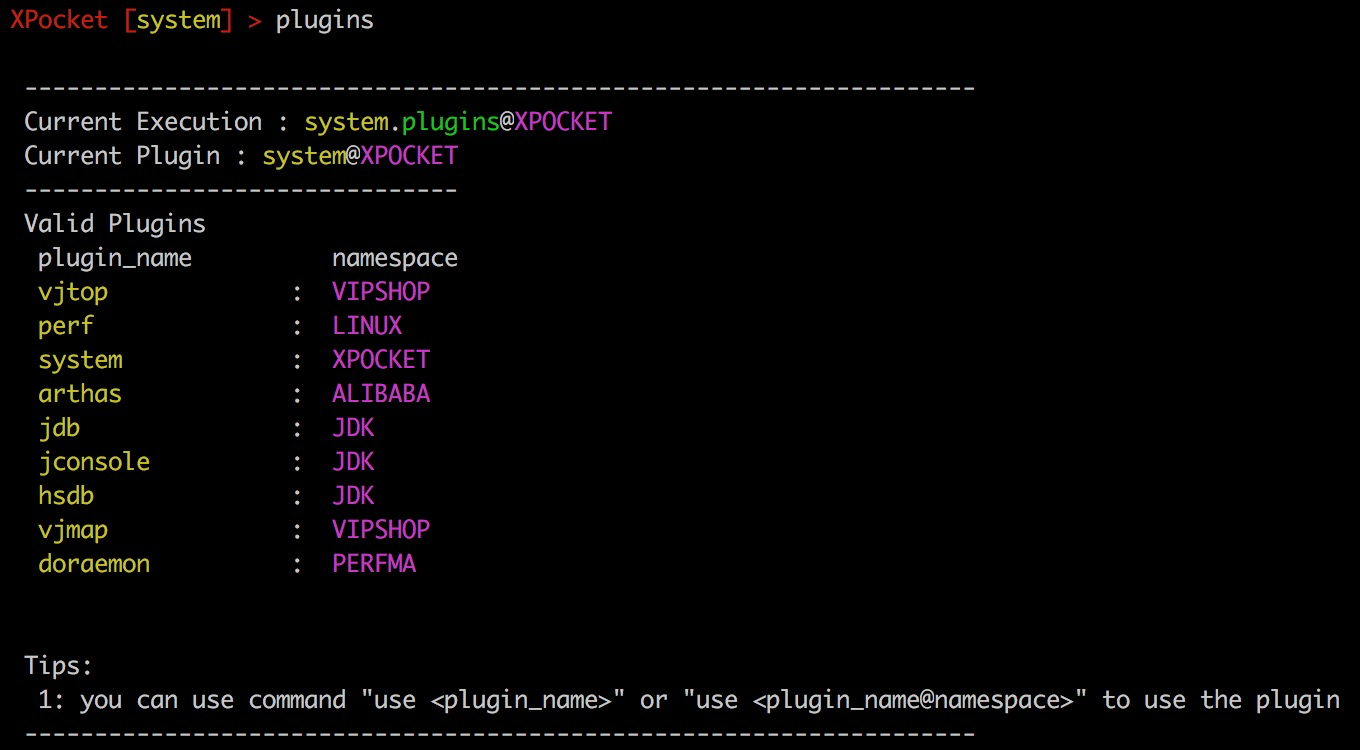 XPocket [system] > plugins
--------------------------------------------------------------------
Current Execution : system.plugins@XPOCKET
Current Plugin : system@XPOCKET
-------------------------------
Valid Plugins
plugin_name namespace
vjtop : VIPSHOP
perf : LINUX
system : XPOCKET
arthas : ALIBABA
jdb : JDK
jconsole : JDK
hsdb : JDK
vjmap : VIPSHOP
doraemon : PERFMA
Tips:
1: you can use command "use <plugin_name>" or "use <plugin_name@namespace>" to use the plugin
--------------------------------------------------------------------